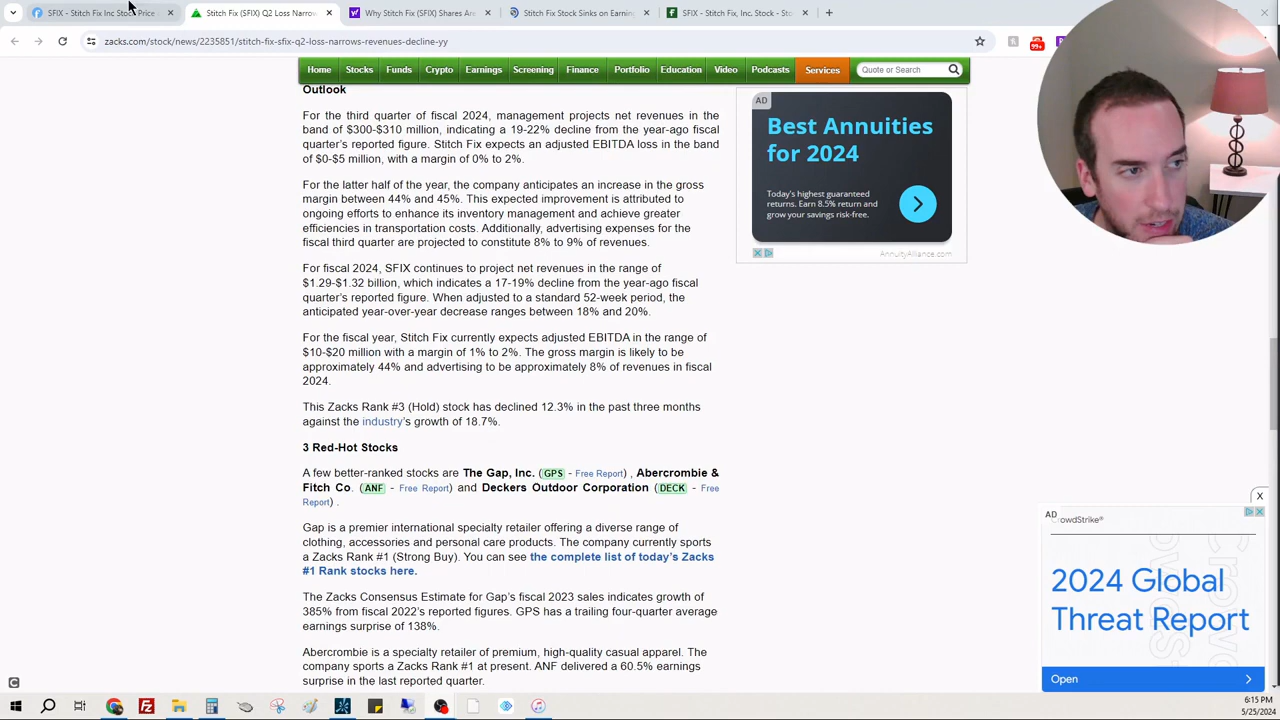 SFIX - Stitch Fix Inc Stock Price
Stitch Fix (SFIX) Q2 Loss Narrow
Why Stitch Fix (SFIX) Shares Are
Stitch Fix Stock Sinks on Earning
SFIX - Stitch Fix, Inc. Stock - Sto
zacks.com/stock/news/2235851/stitch-fix-sfix-q2-loss-narrows-revenues-decline-yy
99+
Home Stocks Funds Crypto Earnings Screening Finance Portfolio Education Video Podcasts Services Quote or Search
Outlook
For the third quarter of fiscal 2024, management projects net revenues in the
band of $300-$310 million, indicating a 19-22% decline from the year-ago fiscal
quarter's reported figure. Stitch Fix expects an adjusted EBITDA loss in the band
of $0-$5 million, with a margin of 0% to 2%.
For the latter half of the year, the company anticipates an increase in the gross
margin between 44% and 45%. This expected improvement is attributed to
ongoing efforts to enhance its inventory management and achieve greater
efficiencies in transportation costs. Additionally, advertising expenses for the
fiscal third quarter are projected to constitute 8% to 9% of revenues.
For fiscal 2024, SFIX continues to project net revenues in the range of
$1.29-$1.32 billion, which indicates a 17-19% decline from the year-ago fiscal
quarter's reported figure. When adjusted to a standard 52-week period, the
anticipated year-over-year decrease ranges between 18% and 20%.
For the fiscal year, Stitch Fix currently expects adjusted EBITDA in the range of
$10-$20 million with a margin of 1% to 2%. The gross margin is likely to be
approximately 44% and advertising to be approximately 8% of revenues in fiscal
2024.
This Zacks Rank #3 (Hold) stock has declined 12.3% in the past three months
against the industry's growth of 18.7%.
3 Red-Hot Stocks
A few better-ranked stocks are The Gap, Inc. (GPS - Free Report) , Abercrombie &
Fitch Co. (ANF - Free Report) and Deckers Outdoor Corporation (DECK - Free
Report) .
Gap is a premier international specialty retailer offering a diverse range of
clothing, accessories and personal care products. The company currently sports
a Zacks Rank #1 (Strong Buy). You can see the complete list of today's Zacks
#1 Rank stocks here.
The Zacks Consensus Estimate for Gap's fiscal 2023 sales indicates growth of
385% from fiscal 2022's reported figures. GPS has a trailing four-quarter average
earnings surprise of 138%.
Abercrombie is a specialty retailer of premium, high-quality casual apparel. The
company sports a Zacks Rank #1 at present. ANF delivered a 60.5% earnings
surprise in the last reported quarter.
AD
Best Annuities
for 2024
Today's highest guaranteed
returns. Earn 8.5% return and
grow your savings risk-free.
AnnuityAlliance.com
X
AD
CrowdStrike®
2024 Global
Threat Report
Open
6:15 PM
5/25/2024